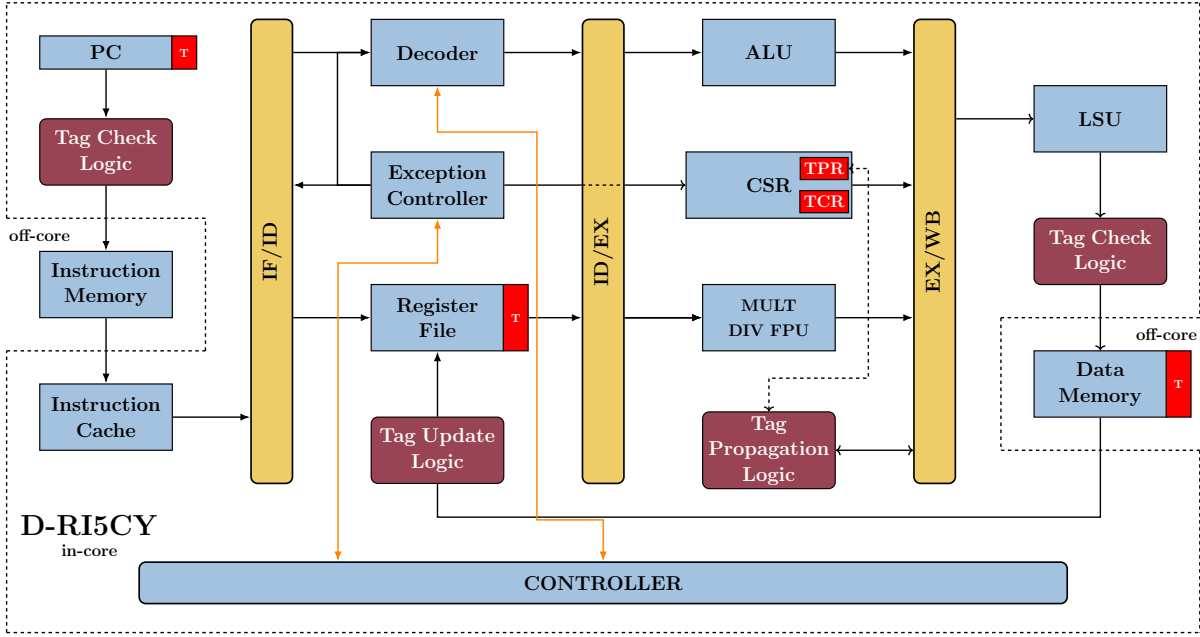 PC
T
Tag Check
Logic
off-core
Instruction
Memory
Instruction
Cache
IF/ID
Decoder
Exception
Controller
Register
File
T
Tag Update
Logic
ID/EX
ALU
CSR
TPR
TCR
MULT
DIV FPU
Tag
Propagation
Logic
EX/WB
LSU
Tag Check
Logic
off-core
Data
Memory
T
D-RI5CY
in-core
CONTROLLER